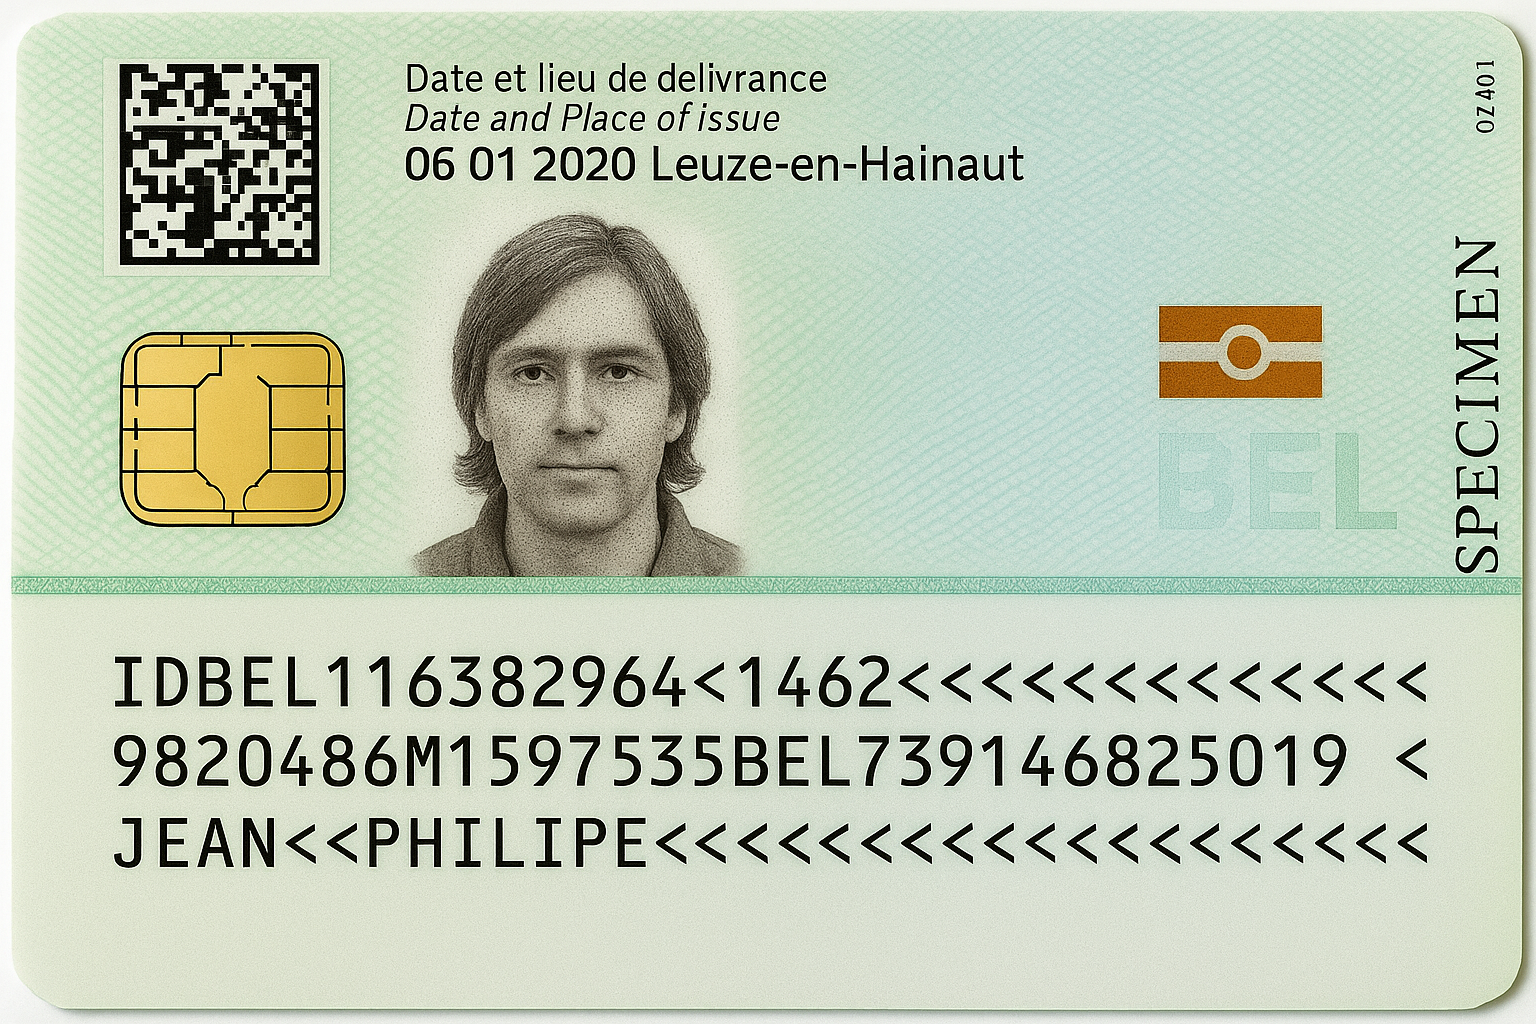 Date et lieu de delivrance
Date and Place of issue
06 01 2020 Leuze-en-Hainaut
OZ401
SPECIMEN
BEL
IDBEL116382964<1462<<<<<<<<<<<<<
9820486M1597535BEL739146825019 <
JEAN<<PHILIPE<<<<<<<<<<<<<<<<<<<